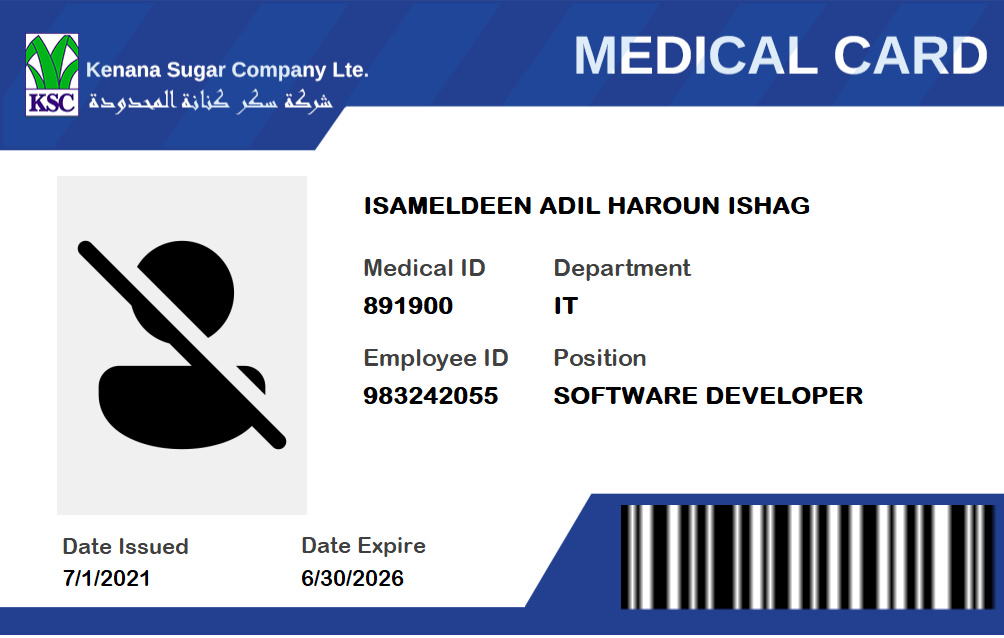 MEDICAL CARD
Kenana Sugar Company Lte.
شركة سكر كنانة المحدودة
KSC
ISAMELDEEN ADIL HAROUN ISHAG
Medical ID Department
891900 IT
Employee ID Position
983242055 SOFTWARE DEVELOPER
Date Issued Date Expire
7/1/2021 6/30/2026